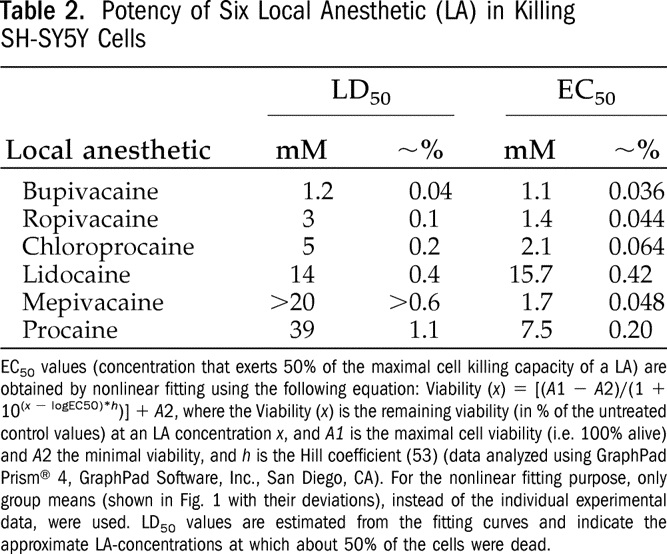 Table 2. Potency of Six Local Anesthetic (LA) in Killing
SH-SY5Y Cells
LD50 EC50
Local anesthetic mM ~% mM ~%
Bupivacaine 1.2 0.04 1.1 0.036
Ropivacaine 3 0.1 1.4 0.044
Chloroprocaine 5 0.2 2.1 0.064
Lidocaine 14 0.4 15.7 0.42
Mepivacaine >20 >0.6 1.7 0.048
Procaine 39 1.1 7.5 0.20
EC50 values (concentration that exerts 50% of the maximal cell killing capacity of a LA) are
obtained by nonlinear fitting using the following equation: Viability (x) = [(A1 − A2)/(1 +
10(x − logEC50)*h)] + A2, where the Viability (x) is the remaining viability (in % of the untreated
control values) at an LA concentration x, and A1 is the maximal cell viability (i.e. 100% alive)
and A2 the minimal viability, and h is the Hill coefficient (53) (data analyzed using GraphPad
Prism® 4, GraphPad Software, Inc., San Diego, CA). For the nonlinear fitting purpose, only
group means (shown in Fig. 1 with their deviations), instead of the individual experimental
data, were used. LD50 values are estimated from the fitting curves and indicate the
approximate LA-concentrations at which about 50% of the cells were dead.